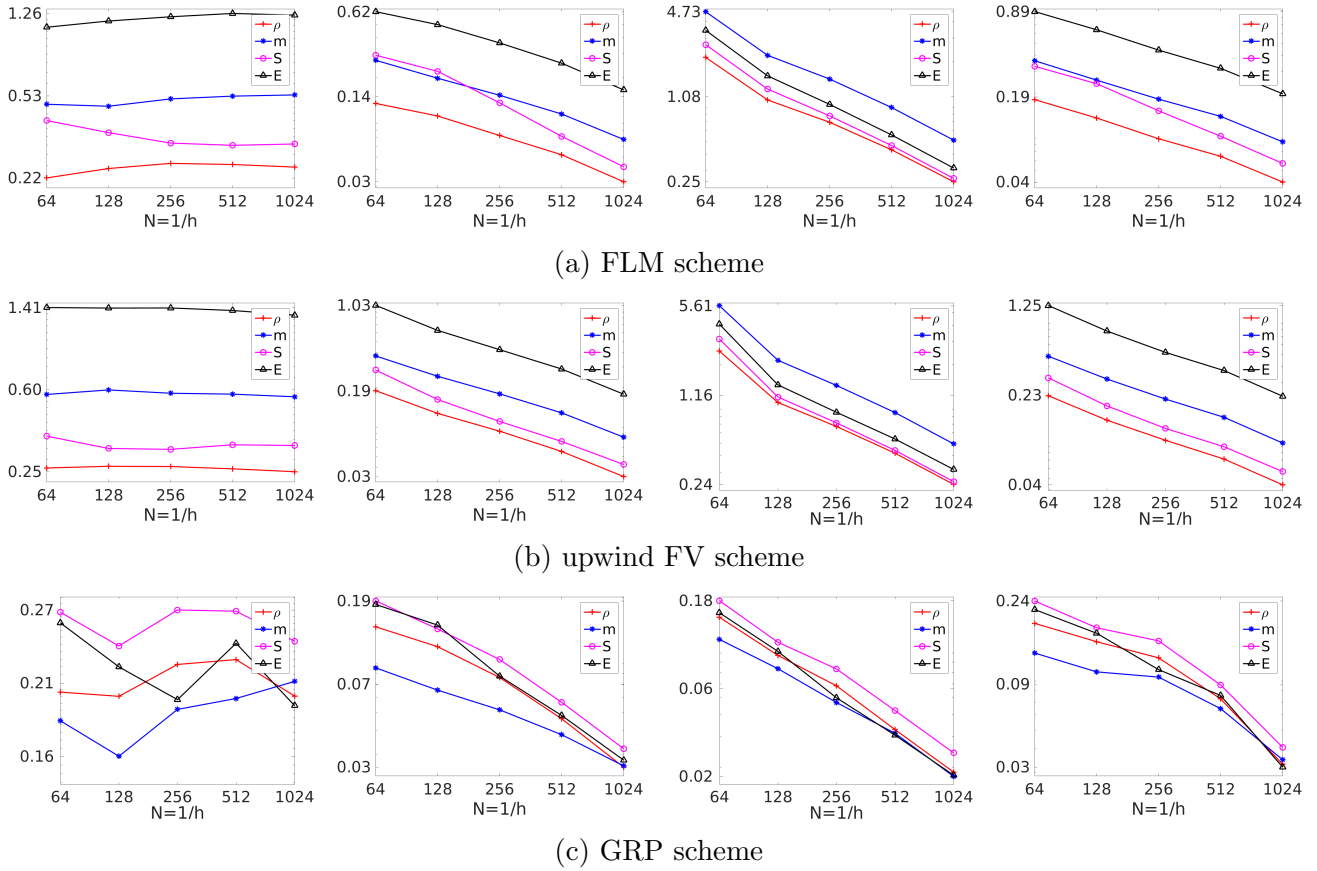 1.26
0.53
0.22
64 128 256 512 1024
N=1/h
ρ
m
S
E
0.62
0.14
0.03
64 128 256 512 1024
N=1/h
ρ
m
S
E
4.73
1.08
0.25
64 128 256 512 1024
N=1/h
ρ
m
S
E
0.89
0.19
0.04
64 128 256 512 1024
N=1/h
ρ
m
S
E
(a) FLM scheme
1.41
0.60
0.25
64 128 256 512 1024
N=1/h
ρ
m
S
E
1.03
0.19
0.03
64 128 256 512 1024
N=1/h
ρ
m
S
E
5.61
1.16
0.24
64 128 256 512 1024
N=1/h
ρ
m
S
E
1.25
0.23
0.04
64 128 256 512 1024
N=1/h
ρ
m
S
E
(b) upwind FV scheme
0.27
0.21
0.16
64 128 256 512 1024
N=1/h
ρ
m
S
E
0.19
0.07
0.03
64 128 256 512 1024
N=1/h
ρ
m
S
E
0.18
0.06
0.02
64 128 256 512 1024
N=1/h
ρ
m
S
E
0.24
0.09
0.03
64 128 256 512 1024
N=1/h
ρ
m
S
E
(c) GRP scheme